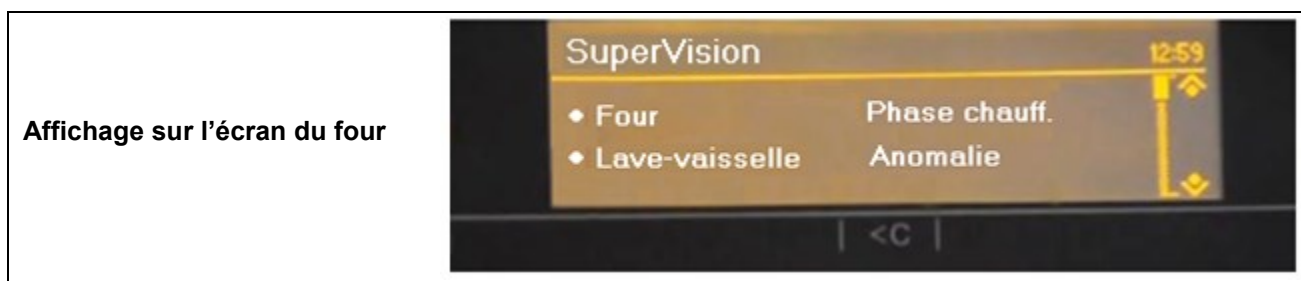 Affichage sur l’écran du four
SuperVision 12:59
• Four Phase chauff.
• Lave-vaisselle Anomalie
| <C |